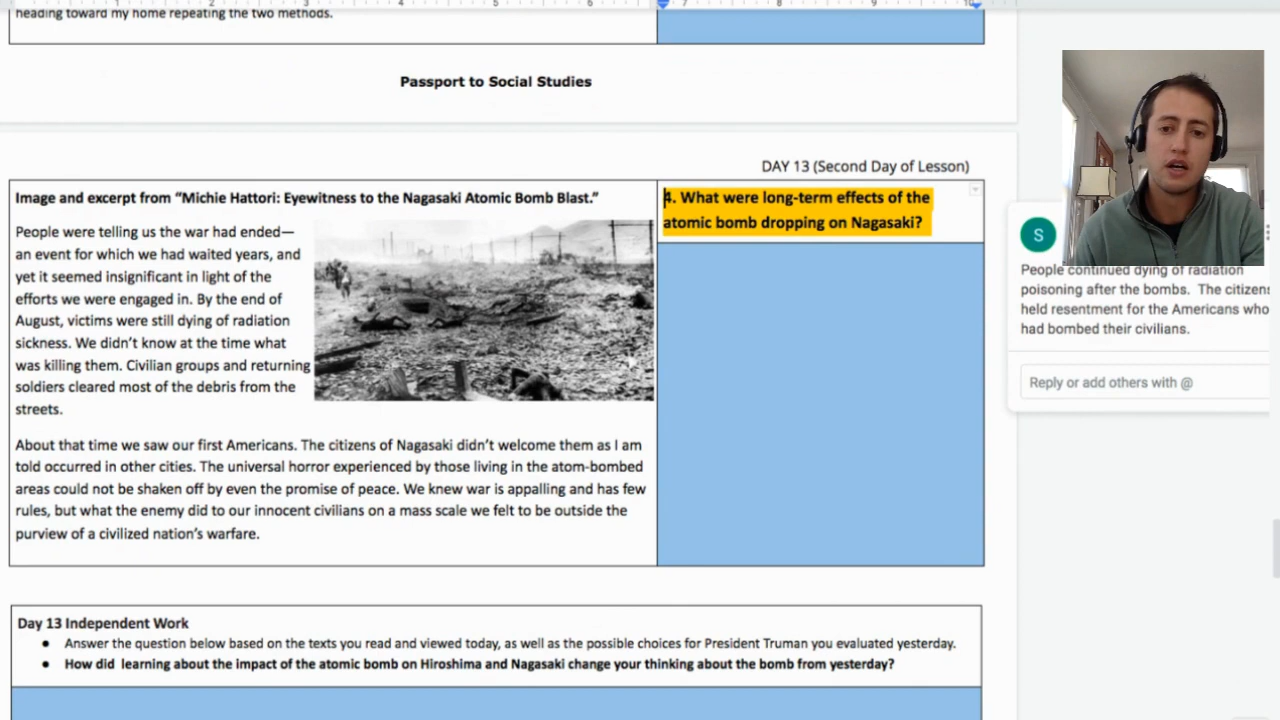 heading toward my home repeating the two methods.
Passport to Social Studies
DAY 13 (Second Day of Lesson)
Image and excerpt from “Michie Hattori: Eyewitness to the Nagasaki Atomic Bomb Blast.”
People were telling us the war had ended—
an event for which we had waited years, and
yet it seemed insignificant in light of the
efforts we were engaged in. By the end of
August, victims were still dying of radiation
sickness. We didn’t know at the time what
was killing them. Civilian groups and returning
soldiers cleared most of the debris from the
streets.
About that time we saw our first Americans. The citizens of Nagasaki didn’t welcome them as I am
told occurred in other cities. The universal horror experienced by those living in the atom-bombed
areas could not be shaken off by even the promise of peace. We knew war is appalling and has few
rules, but what the enemy did to our innocent civilians on a mass scale we felt to be outside the
purview of a civilized nation’s warfare.
4. What were long-term effects of the
atomic bomb dropping on Nagasaki?
S
People continued dying of radiation
poisoning after the bombs. The citizens
held resentment for the Americans who
had bombed their civilians.
Reply or add others with @
Day 13 Independent Work
● Answer the question below based on the texts you read and viewed today, as well as the possible choices for President Truman you evaluated yesterday.
● How did learning about the impact of the atomic bomb on Hiroshima and Nagasaki change your thinking about the bomb from yesterday?
1 2 3 4 5 6 7 8 9 10